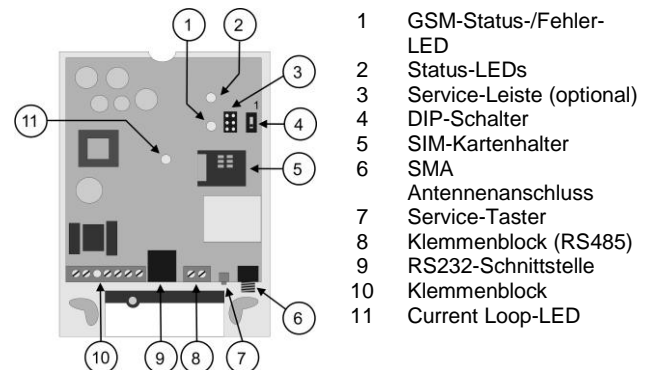 1 2
3
1
11
4
5
6
10 9 8 7
1 GSM-Status-/Fehler-
LED
2 Status-LEDs
3 Service-Leiste (optional)
4 DIP-Schalter
5 SIM-Kartenhalter
6 SMA
Antennenanschluss
7 Service-Taster
8 Klemmenblock (RS485)
9 RS232-Schnittstelle
10 Klemmenblock
11 Current Loop-LED